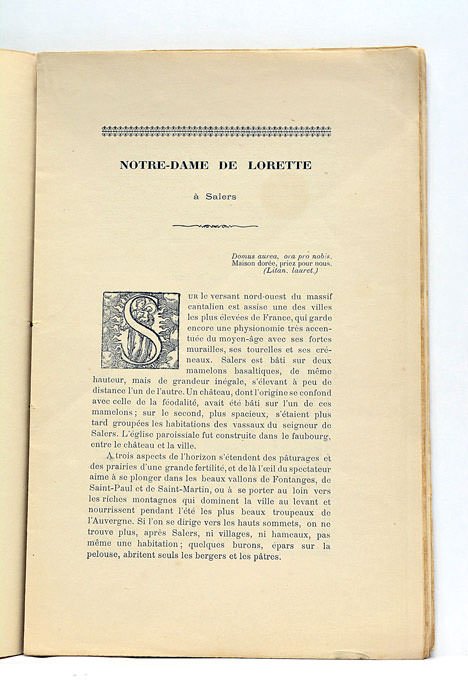 NOTRE-DAME DE LORETTE
à Salers
Domus aurea, ora pro nobis.
Maison dorée, priez pour nous.
(Litan. lauret.)
SUR le versant nord-ouest du massif
cantalien est assise une des villes
les plus élevées de France, qui garde
encore une physionomie très accen-
tuée du moyen-âge avec ses fortes
murailles, ses tourelles et ses cré-
neaux. Salers est bâti sur deux
mamelons basaltiques, de même
hauteur, mais de grandeur inégale, s'élevant à peu de
distance l'un de l'autre. Un château, dont l'origine se confond
avec celle de la féodalité, avait été bâti sur l'un de ces
mamelons ; sur le second, plus spacieux, s'étaient plus
tard groupées les habitations des vassaux du seigneur de
Salers. L'église paroissiale fut construite dans le faubourg,
entre le château et la ville.
A trois aspects de l'horizon s'étendent des pâturages et
des prairies d'une grande fertilité, et de là l'œil du spectateur
aime à se plonger dans les beaux vallons de Fontanges, de
Saint-Paul et de Saint-Martin, ou à se porter au loin vers
les riches montagnes qui dominent la ville au levant et
nourrissent pendant l'été les plus beaux troupeaux de
l'Auvergne. Si l'on se dirige vers les hauts sommets, on ne
trouve plus, après Salers, ni villages, ni hameaux, pas
même une habitation ; quelques burons, épars sur la
pelouse, abritent seuls les bergers et les pâtres.